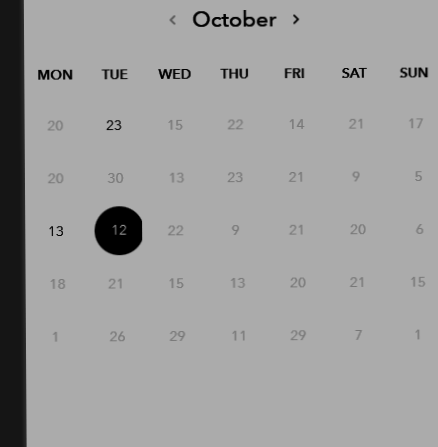 ‹ October ›
MON TUE WED THU FRI SAT SUN
20 23 15 22 14 21 17
20 30 13 23 21 9 5
13 12 22 9 21 20 6
18 21 15 13 20 21 15
1 26 29 11 29 7 1